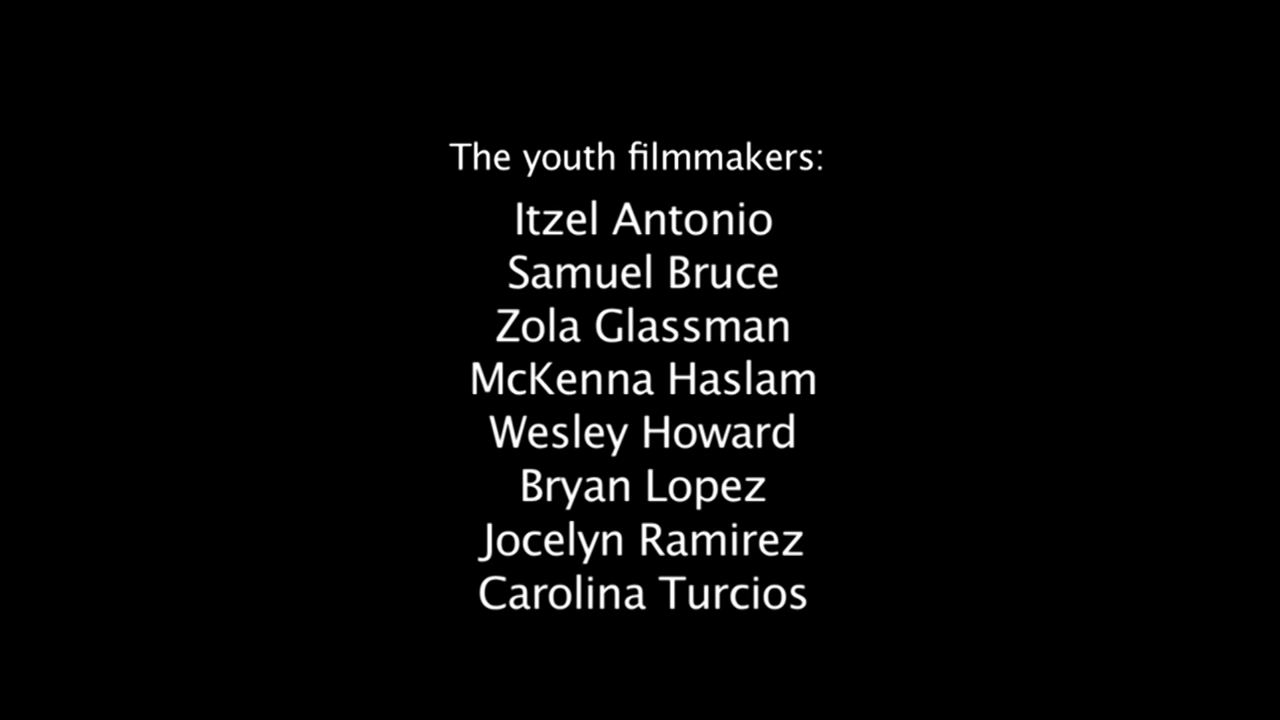 The youth filmmakers:
Itzel Antonio
Samuel Bruce
Zola Glassman
McKenna Haslam
Wesley Howard
Bryan Lopez
Jocelyn Ramirez
Carolina Turcios